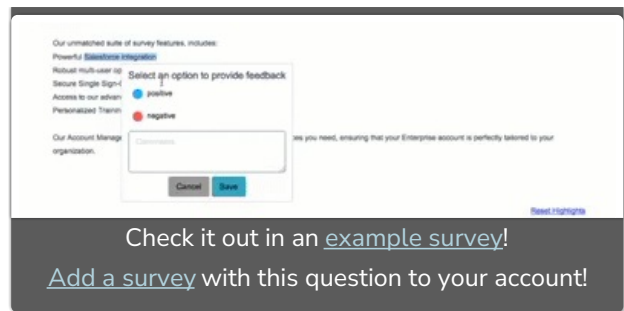 Our unmatched suite of survey features, includes:
Powerful Salesforce integration
Robust multi-user op
Select an option to provide feedback
Secure Single Sign-
positive
Access to our advan
Personalized Trainin
negative
Our Account Manage
es you need, ensuring that your Enterprise account is perfectly tailored to your
organization.
Comments
Cancel Save
Reset Highlights
Check it out in an example survey!
Add a survey with this question to your account!